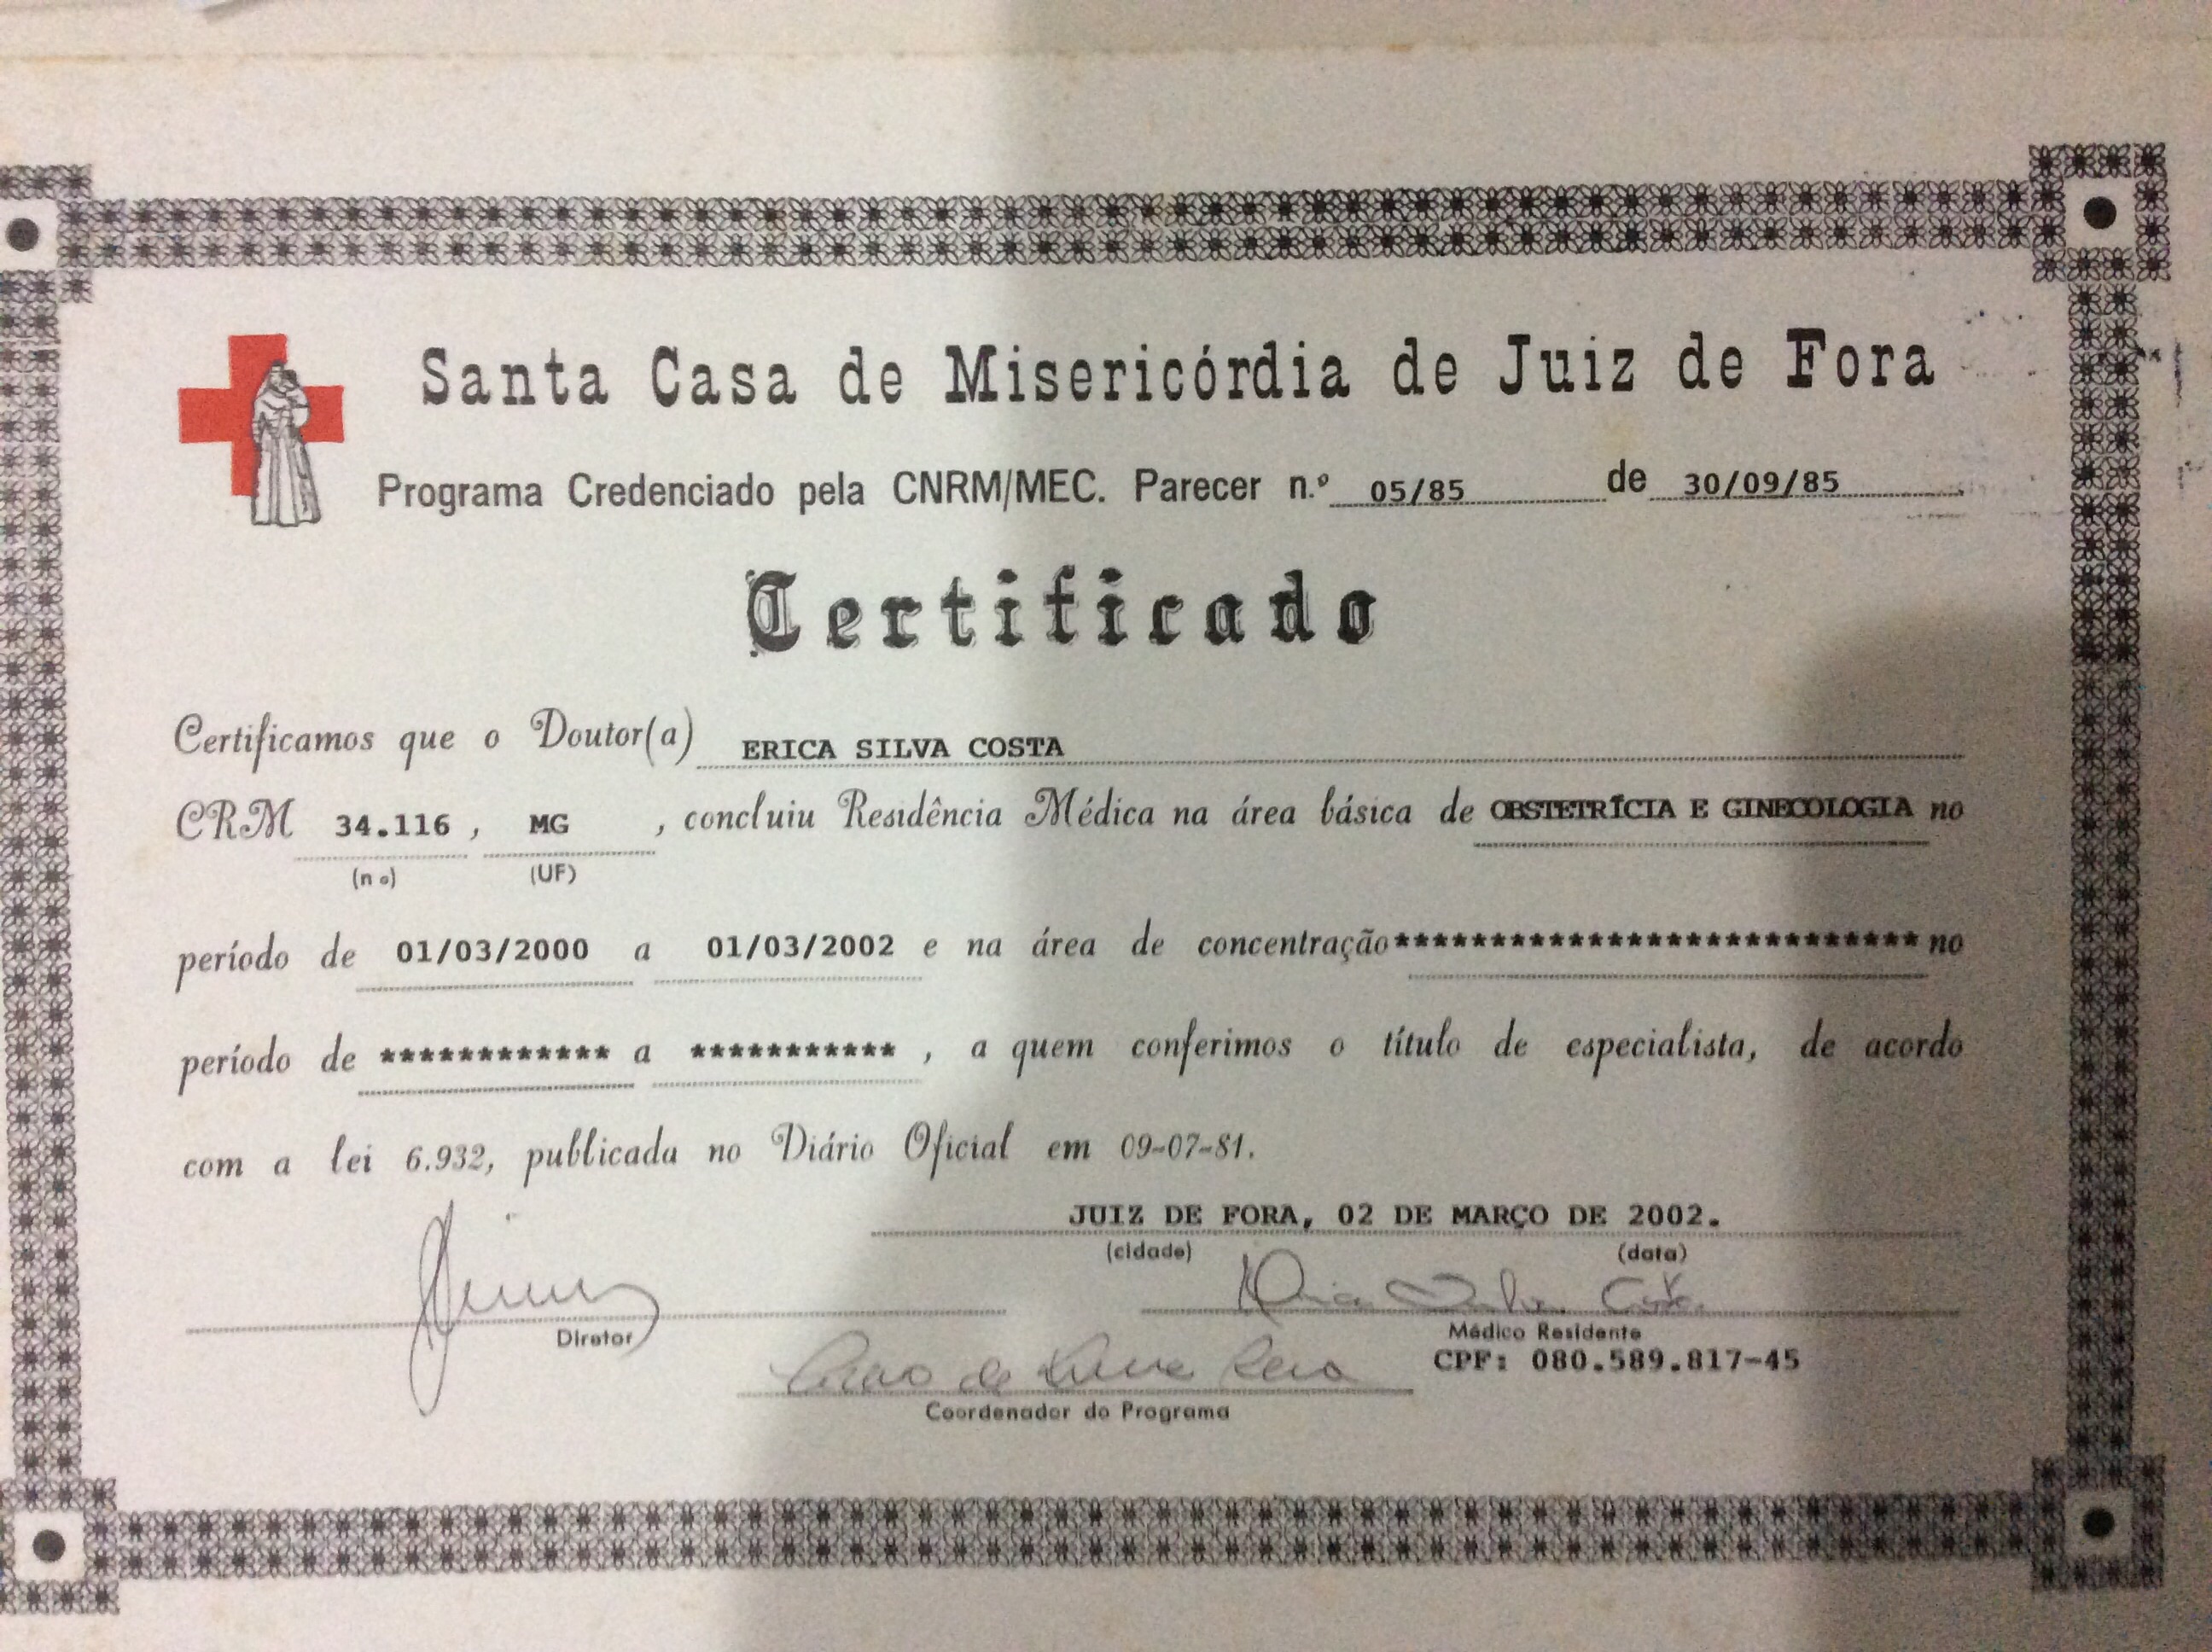 Santa Casa de Misericórdia de Juiz de Fora
Programa Credenciado pela CNRM/MEC. Parecer n.º 05/85 de 30/09/85
Certificado
Certificamos que o Doutor(a) ERICA SILVA COSTA
CRM 34.116 , MG , concluiu Residência Médica na área básica de OBSTETRÍCIA E GINECOLOGIA no
(n o) (UF)
período de 01/03/2000 a 01/03/2002 e na área de concentração *************************** no
período de ************ a *********** , a quem conferimos o título de especialista, de acordo
com a lei 6.932, publicada no Diário Oficial em 09-07-81.
JUIZ DE FORA, 02 DE MARÇO DE 2002.
(cidade) (data)
Silva Costa
Diretor Médico Residente
CPF: 080.589.817-45
Coordenador do Programa